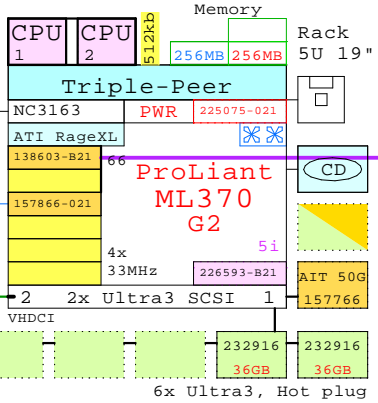 Memory
CPU
1
CPU
2
512kb
256MB 256MB
Rack
5U 19"
Triple-Peer
NC3163 PWR 225075-021
ATI RageXL
138603-B21 66
ProLiant
ML370
G2
CD
157866-021
5i
4x
33MHz
226593-B21
AIT 50G
157766
2 2x Ultra3 SCSI 1
VHDCI
232916 232916
36GB 36GB
6x Ultra3, Hot plug